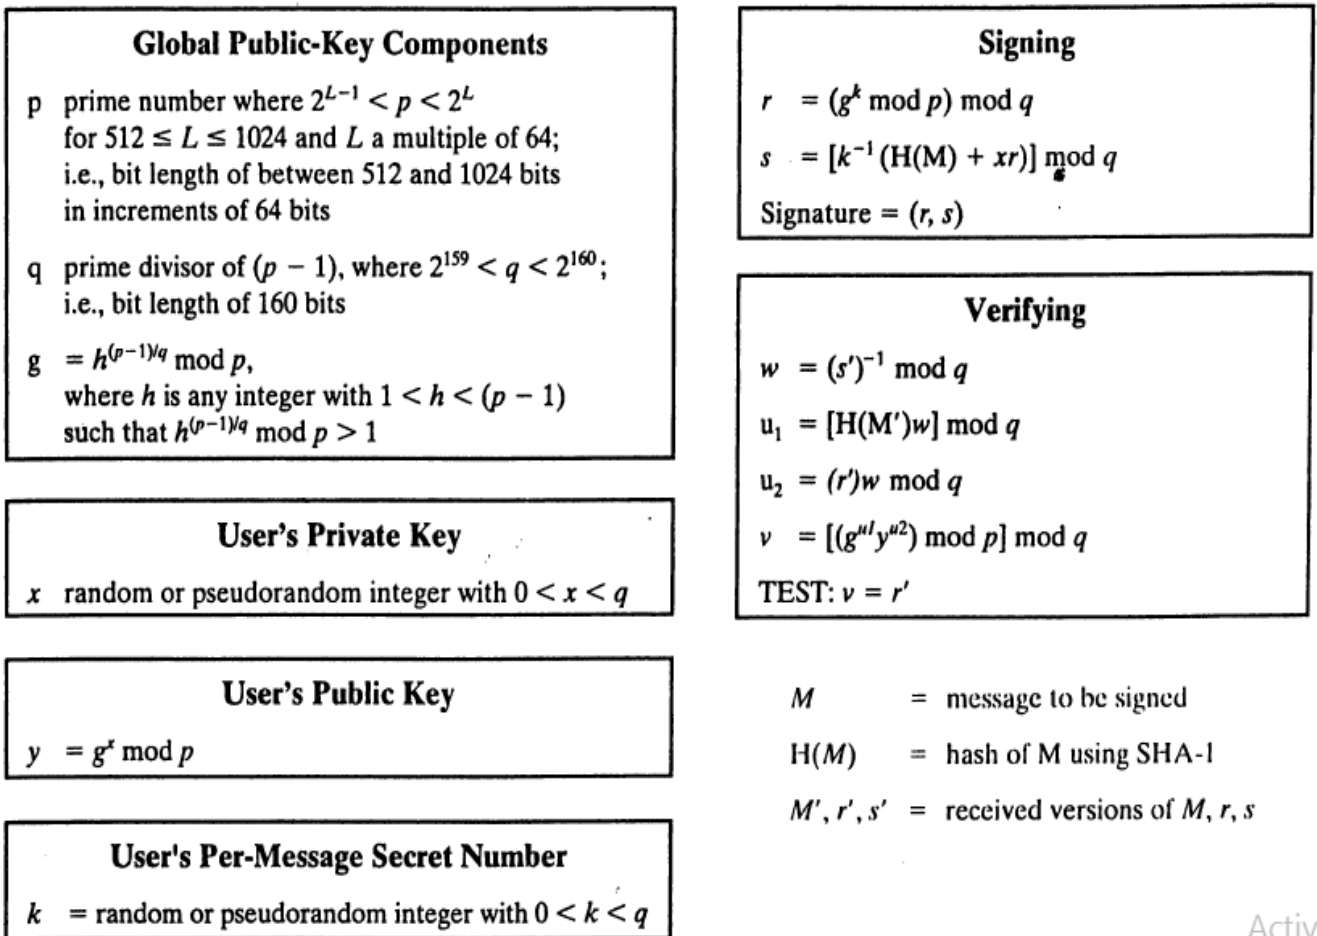 Global Public-Key Components
p prime number where 2^{L−1} < p < 2^L
for 512 ≤ L ≤ 1024 and L a multiple of 64;
i.e., bit length of between 512 and 1024 bits
in increments of 64 bits
q prime divisor of (p − 1), where 2^{159} < q < 2^{160};
i.e., bit length of 160 bits
g = h^{(p−1)/q} mod p,
where h is any integer with 1 < h < (p − 1)
such that h^{(p−1)/q} mod p > 1
User's Private Key
x random or pseudorandom integer with 0 < x < q
User's Public Key
y = g^x mod p
User's Per-Message Secret Number
k = random or pseudorandom integer with 0 < k < q
Signing
r = (g^k mod p) mod q
s = [k^{−1} (H(M) + xr)] mod q
Signature = (r, s)
Verifying
w = (s')^{−1} mod q
u_1 = [H(M')w] mod q
u_2 = (r')w mod q
v = [(g^{u1}y^{u2}) mod p] mod q
TEST: v = r'
M = message to be signed
H(M) = hash of M using SHA-1
M', r', s' = received versions of M, r, s
Activ